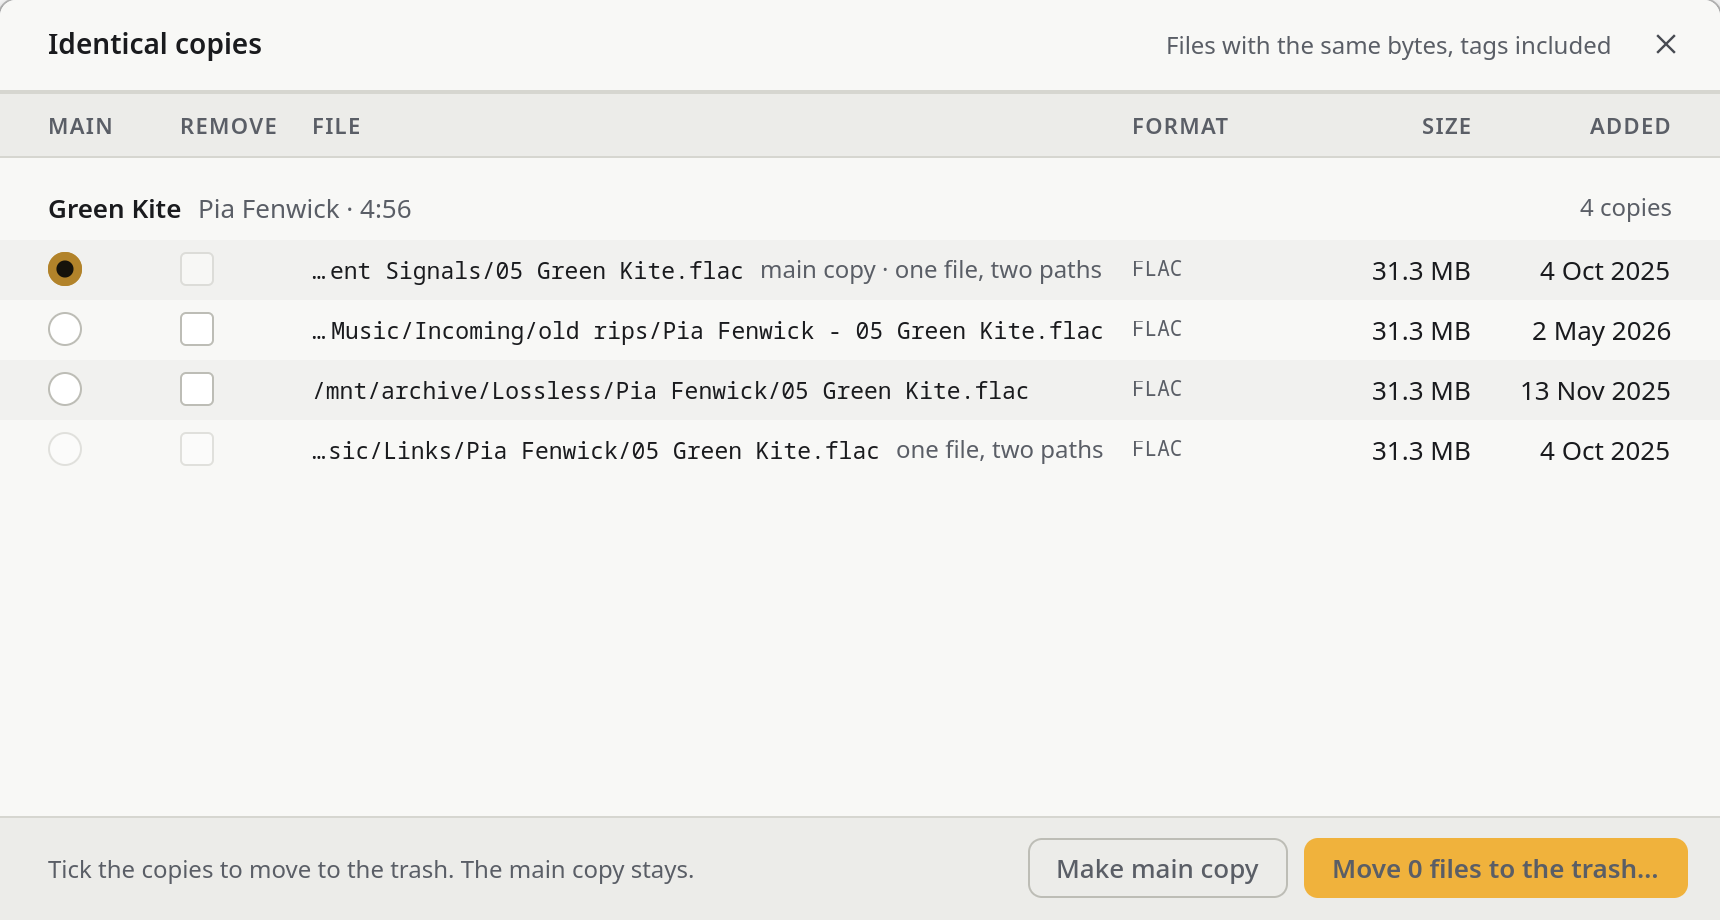 Identical copies Files with the same bytes, tags included
MAIN REMOVE FILE FORMAT SIZE ADDED
Green Kite Pia Fenwick · 4:56 4 copies
…ent Signals/05 Green Kite.flac main copy · one file, two paths FLAC 31.3 MB 4 Oct 2025
…Music/Incoming/old rips/Pia Fenwick - 05 Green Kite.flac FLAC 31.3 MB 2 May 2026
/mnt/archive/Lossless/Pia Fenwick/05 Green Kite.flac FLAC 31.3 MB 13 Nov 2025
…sic/Links/Pia Fenwick/05 Green Kite.flac one file, two paths FLAC 31.3 MB 4 Oct 2025
Tick the copies to move to the trash. The main copy stays. Make main copy Move 0 files to the trash…